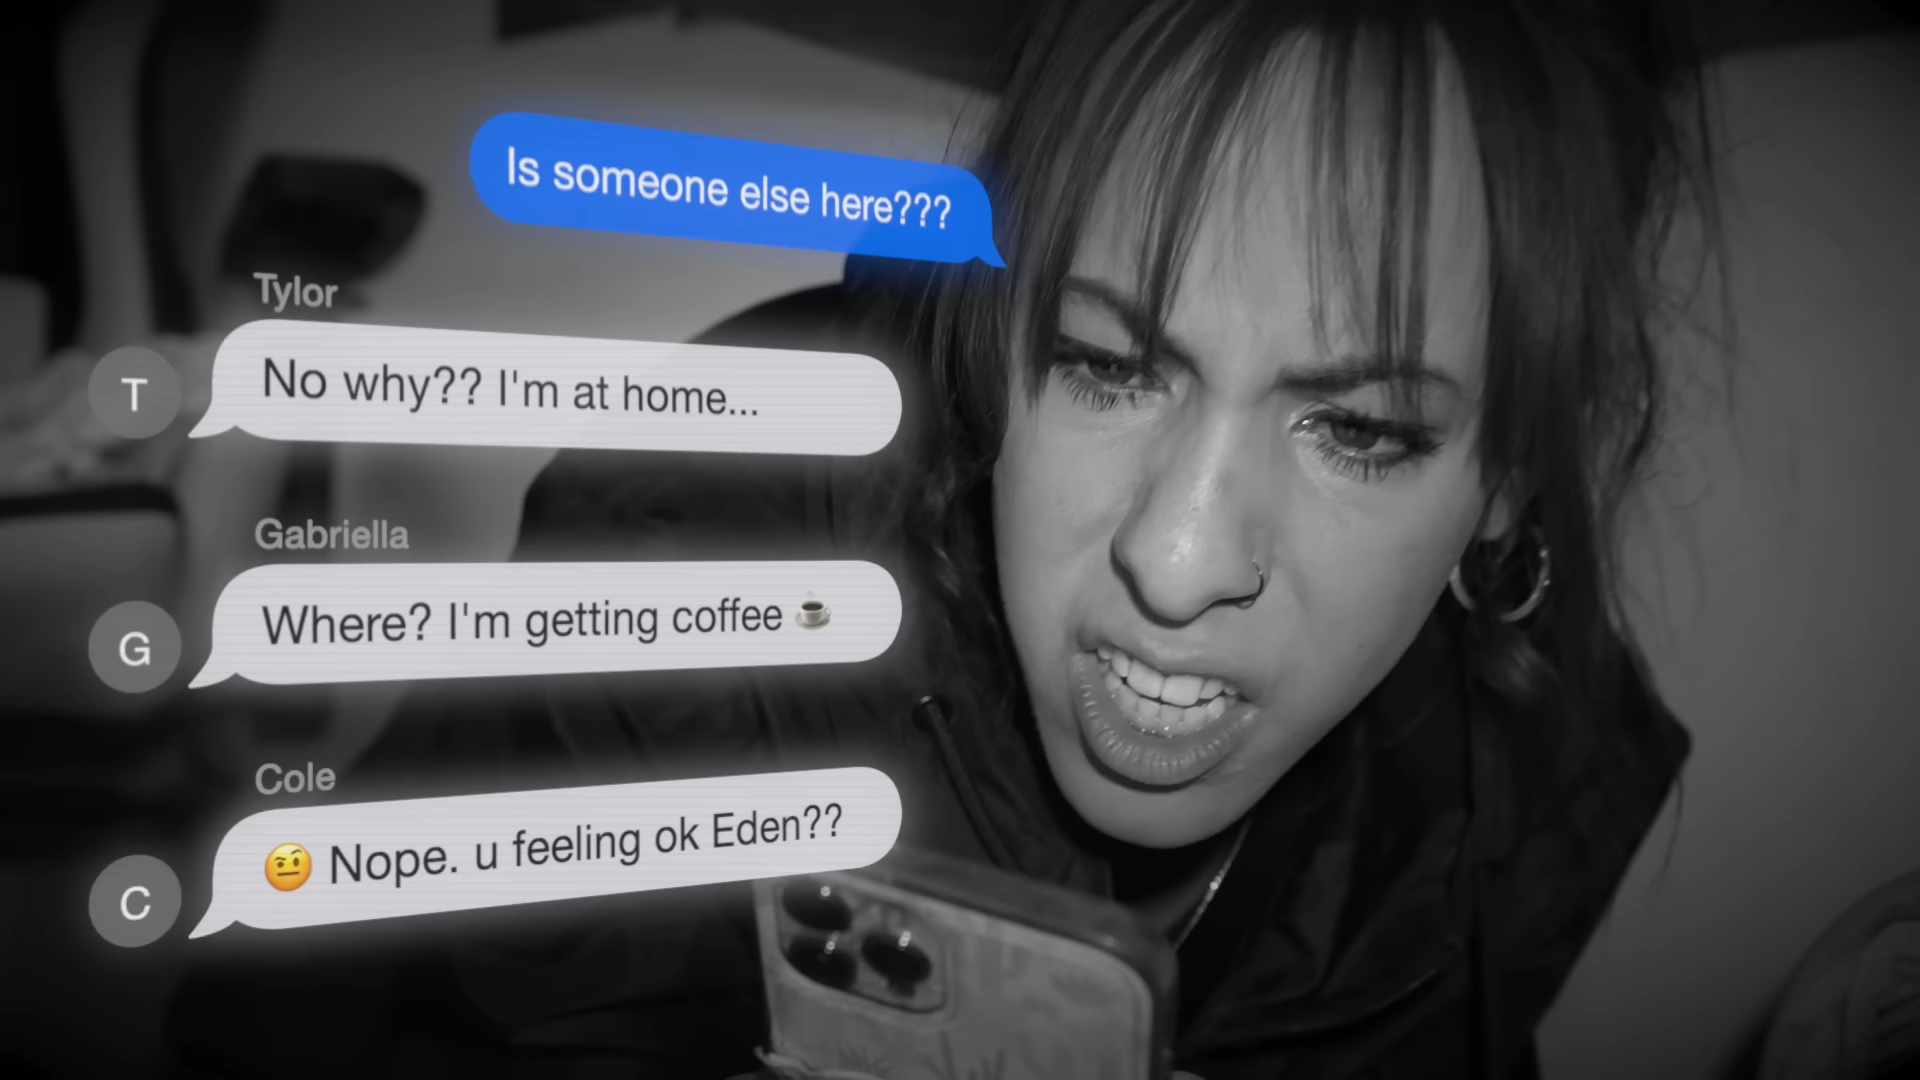 Is someone else here???
Tylor
T
No why?? I'm at home...
Gabriella
G
Where? I'm getting coffee ☕
Cole
C
🤨 Nope. u feeling ok Eden??